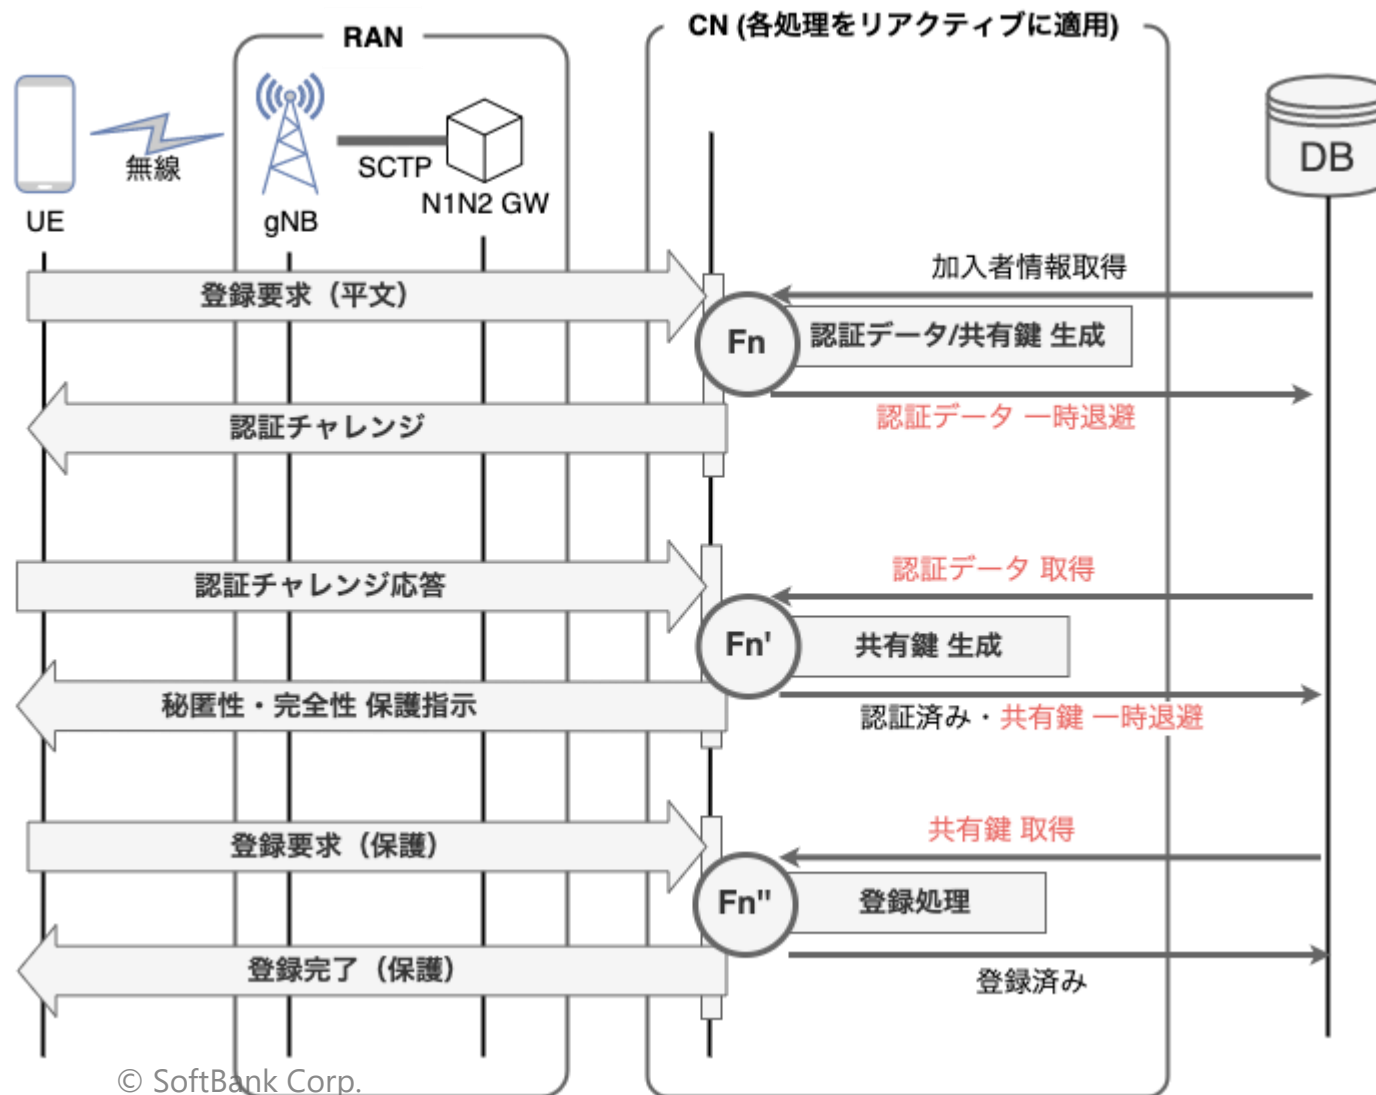 RAN
CN (各処理をリアクティブに適用)
無線
SCTP
DB
UE
gNB
N1N2 GW
登録要求（平文）
加入者情報取得
Fn
認証データ/共有鍵 生成
認証チャレンジ
認証データ 一時退避
認証チャレンジ応答
認証データ 取得
Fn'
共有鍵 生成
秘匿性・完全性 保護指示
認証済み・共有鍵 一時退避
登録要求（保護）
共有鍵 取得
Fn"
登録処理
登録完了（保護）
登録済み
© SoftBank Corp.